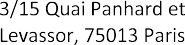 3/15 Quai Panhard et
Levassor, 75013 Paris